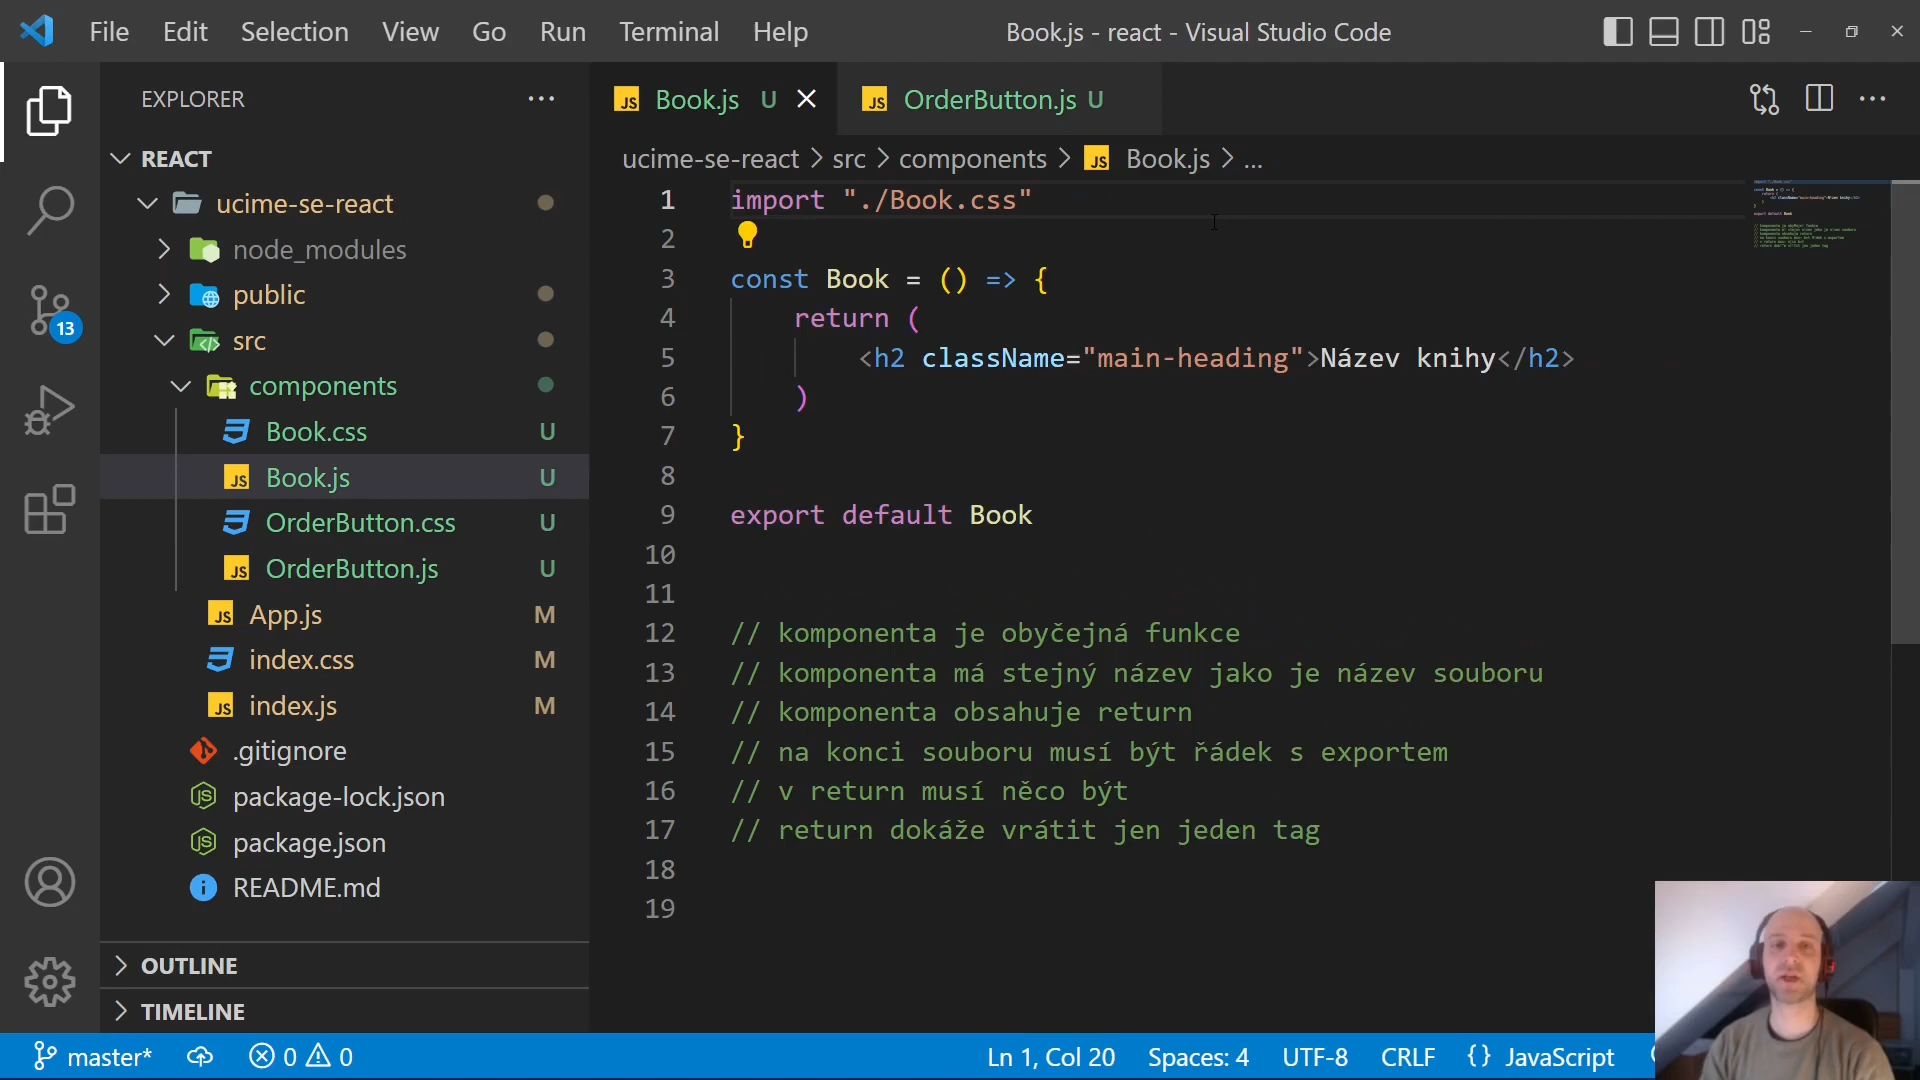 File Edit Selection View Go Run Terminal Help
Book.js - react - Visual Studio Code
EXPLORER
REACT
ucime-se-react
node_modules
public
src
components
Book.css U
Book.js U
OrderButton.css U
OrderButton.js U
App.js M
index.css M
index.js M
.gitignore
package-lock.json
package.json
README.md
OUTLINE
TIMELINE
13
JS Book.js U
JS OrderButton.js U
ucime-se-react > src > components > JS Book.js > ...
1 import "./Book.css"
2
3 const Book = () => {
4 return (
5 <h2 className="main-heading">Název knihy</h2>
6 )
7 }
8
9 export default Book
10
11
12 // komponenta je obyčejná funkce
13 // komponenta má stejný název jako je název souboru
14 // komponenta obsahuje return
15 // na konci souboru musí být řádek s exportem
16 // v return musí něco být
17 // return dokáže vrátit jen jeden tag
18
19
master* 0 0
Ln 1, Col 20 Spaces: 4 UTF-8 CRLF {} JavaScript